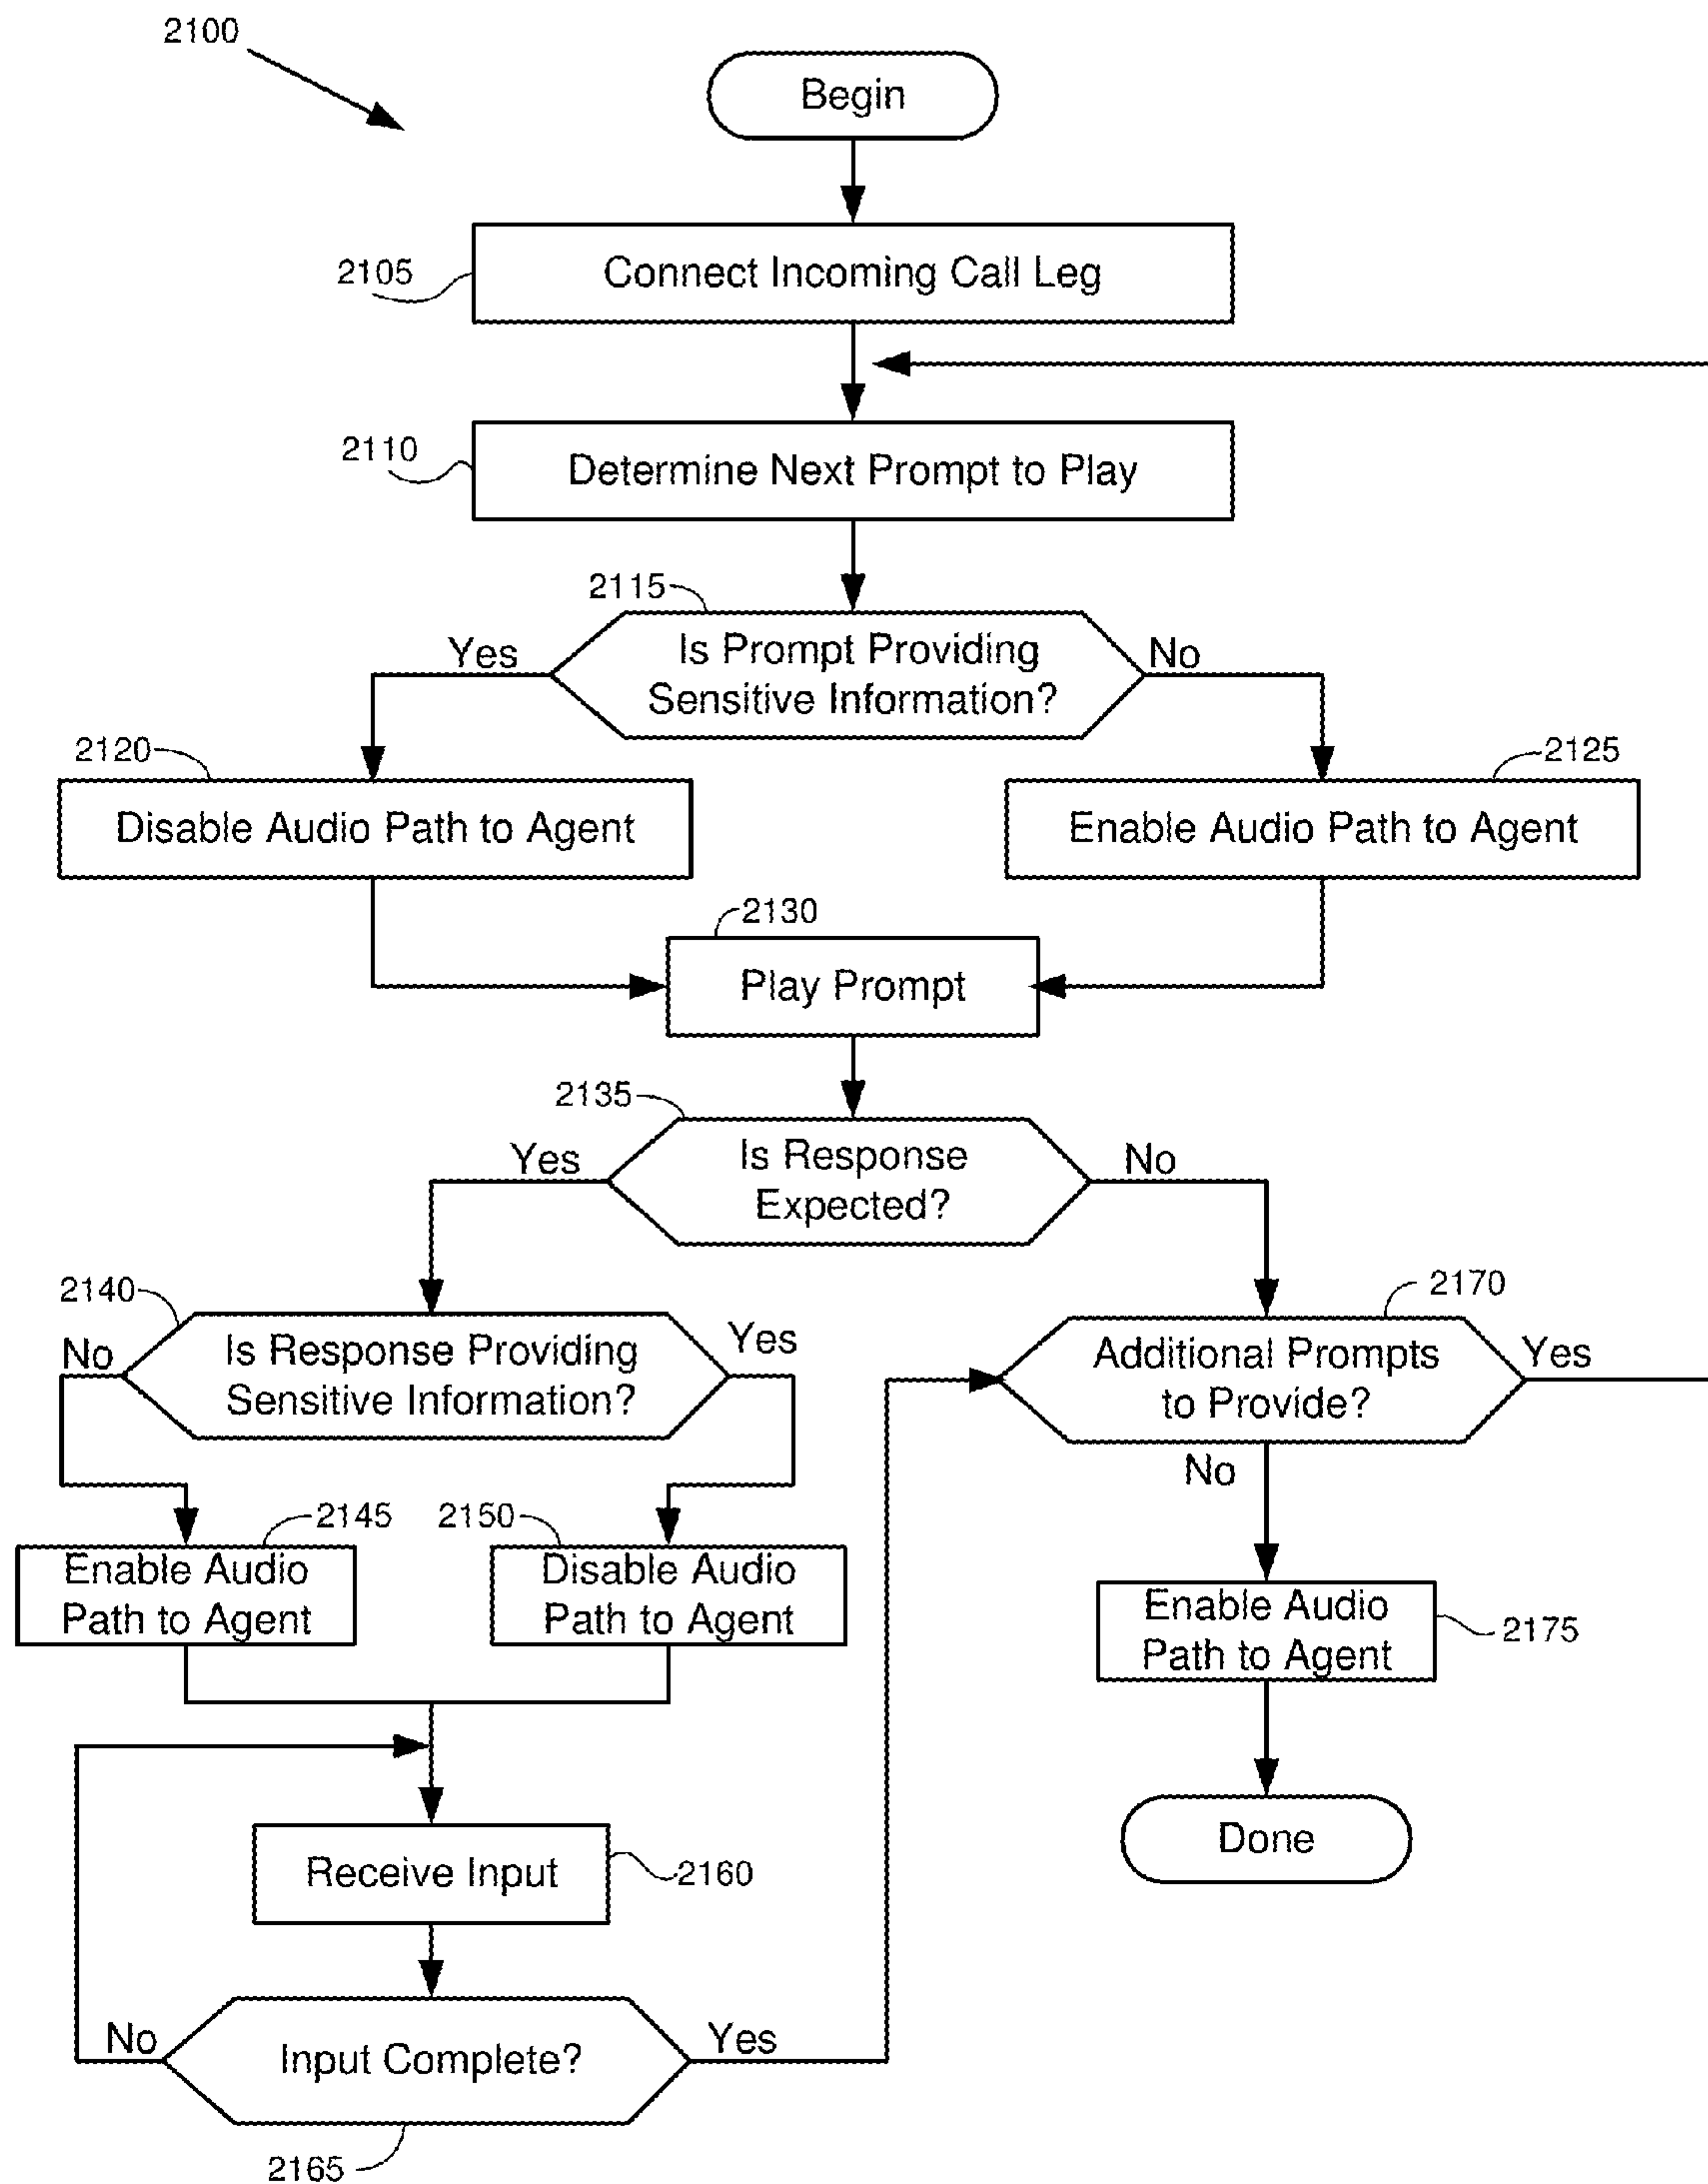 2100
Begin
2105
Connect Incoming Call Leg
2110
Determine Next Prompt to Play
2115
Yes
Is Prompt Providing
Sensitive Information?
No
2120
Disable Audio Path to Agent
2125
Enable Audio Path to Agent
2130
Play Prompt
2135
Yes
Is Response
Expected?
No
2140
No
Is Response Providing
Sensitive Information?
Yes
2170
Additional Prompts
to Provide?
Yes
No
2145
Enable Audio
Path to Agent
2150
Disable Audio
Path to Agent
Enable Audio
Path to Agent
2175
Receive Input
2160
Done
No
Input Complete?
Yes
2165